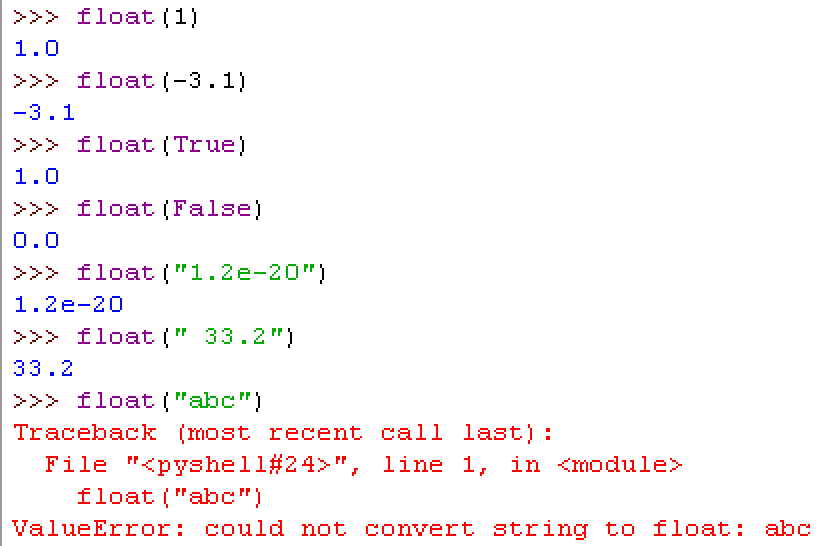 >>> float(1)
1.0
>>> float(-3.1)
-3.1
>>> float(True)
1.0
>>> float(False)
0.0
>>> float("1.2e-20")
1.2e-20
>>> float(" 33.2")
33.2
>>> float("abc")
Traceback (most recent call last):
  File "<pyshell#24>", line 1, in <module>
    float("abc")
ValueError: could not convert string to float: abc